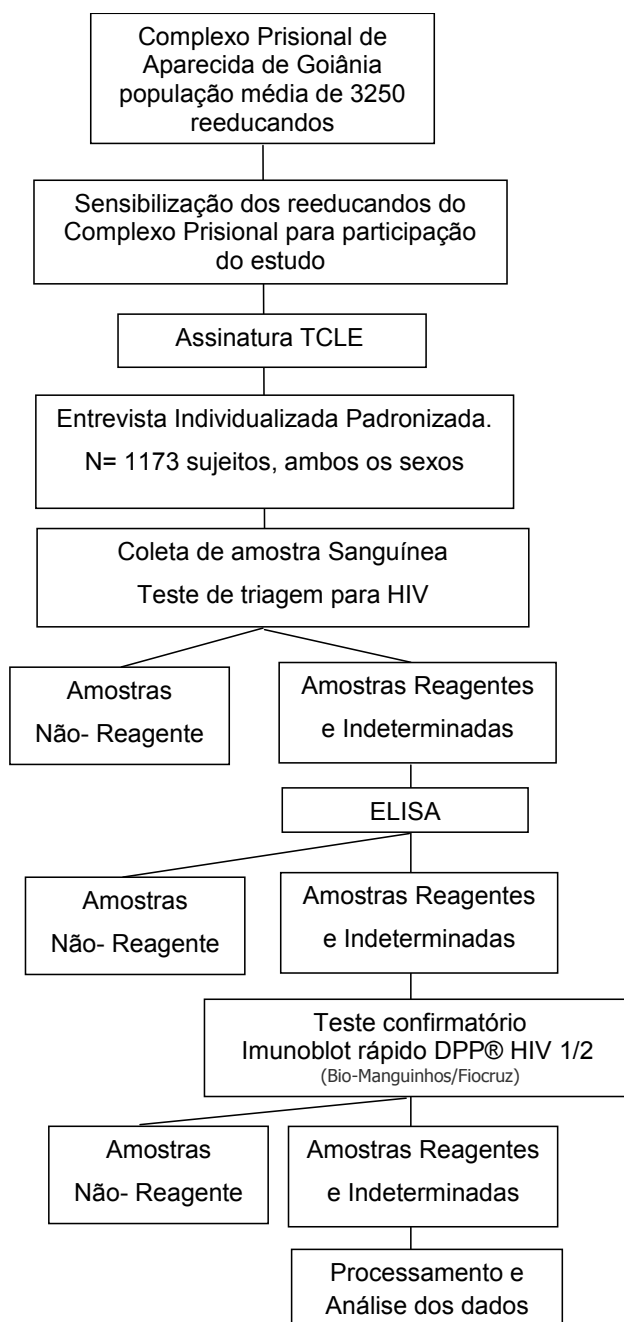 Complexo Prisional de
Aparecida de Goiânia
população média de 3250
reeducandos
Sensibilização dos reeducandos do
Complexo Prisional para participação
do estudo
Assinatura TCLE
Entrevista Individualizada Padronizada.
N= 1173 sujeitos, ambos os sexos
Coleta de amostra Sanguínea
Teste de triagem para HIV
Amostras
Não- Reagente
Amostras Reagentes
e Indeterminadas
ELISA
Amostras
Não- Reagente
Amostras Reagentes
e Indeterminadas
Teste confirmatório
Imunoblot rápido DPP® HIV 1/2
(Bio-Manguinhos/Fiocruz)
Amostras
Não- Reagente
Amostras Reagentes
e Indeterminadas
Processamento e
Análise dos dados